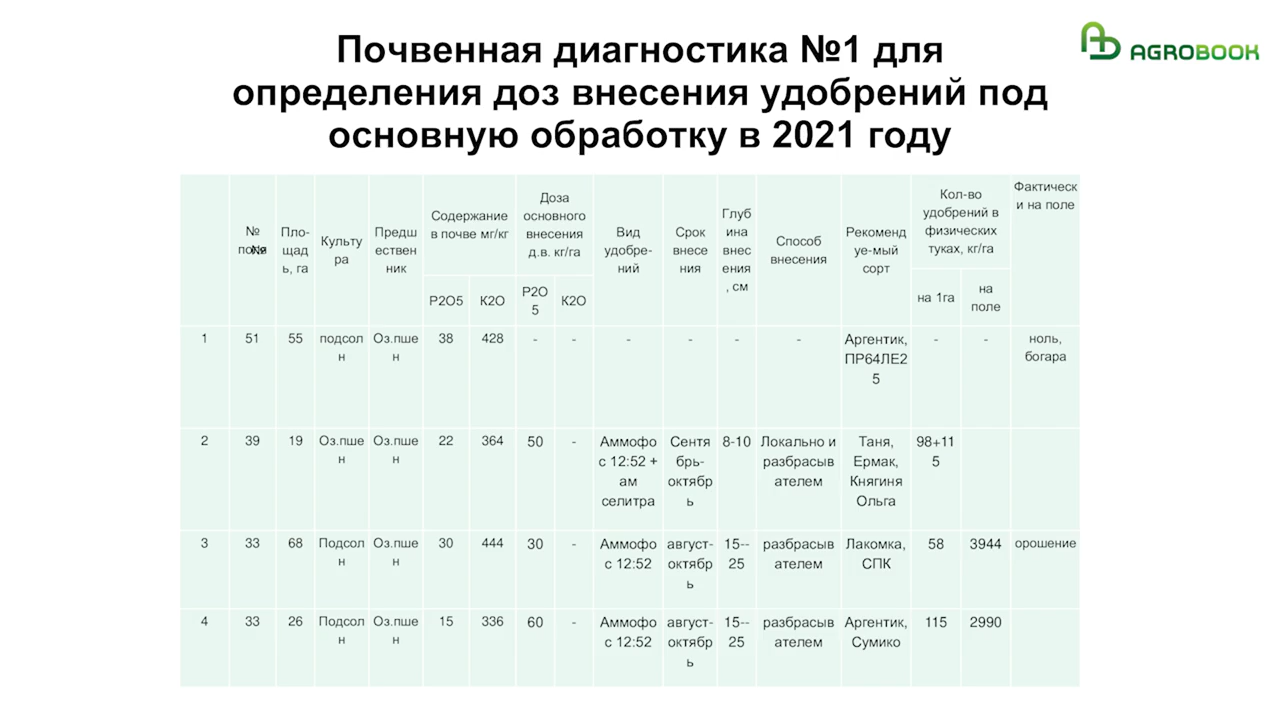 Почвенная диагностика №1 для
определения доз внесения удобрений под
основную обработку в 2021 году
AGROBOOK
№ поля
Пло-
щад
ь, га
Культу
ра
Предш
ествен
ник
Содержание
в почве мг/кг
Р2О5
К2О
Доза
основного
внесения
д.в. кг/га
Р2О
5
К2О
Вид
удобре-
ний
Срок
внесе
ния
Глуб
ина
внес
ения
, см
Способ
внесения
Рекоменд
уе-мый
сорт
Кол-во
удобрений в
физических
туках, кг/га
на 1га
на
поле
Фактическ
и на поле
1
51
55
подсол
н
Оз.пше
н
38
428
-
-
-
-
-
-
Аргентик,
ПР64ЛЕ2
5
-
-
ноль,
богара
2
39
19
Оз.пше
н
Оз.пше
н
22
364
50
-
Аммофо
с 12:52 +
ам
селитра
Сентя
брь-
октябр
ь
8-10
Локально и
разбрасыв
ателем
Таня,
Ермак,
Княгиня
Ольга
98+11
5
3
33
68
Подсол
н
Оз.пше
н
30
444
30
-
Аммофо
с 12:52
август-
октябр
ь
15--
25
разбрасыв
ателем
Лакомка,
СПК
58
3944
орошение
4
33
26
Подсол
н
Оз.пше
н
15
336
60
-
Аммофо
с 12:52
август-
октябр
ь
15--
25
разбрасыв
ателем
Аргентик,
Сумико
115
2990